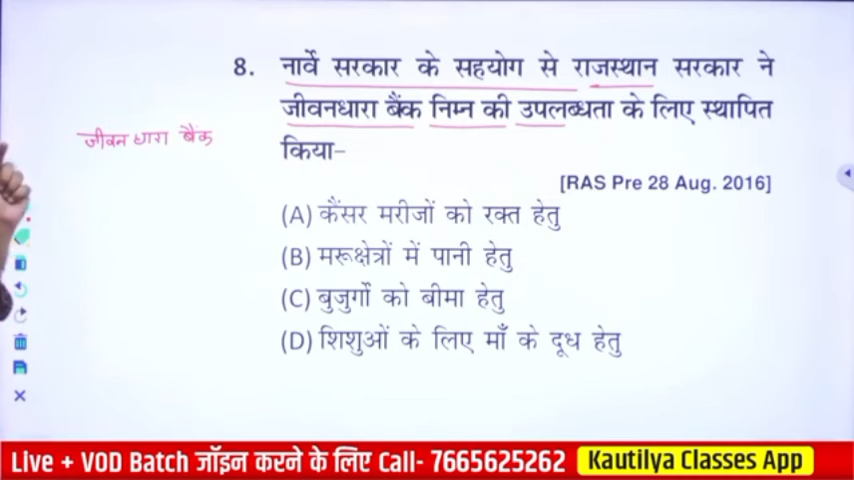 8. नार्वे सरकार के सहयोग से राजस्थान सरकार ने
जीवनधारा बैंक निम्न की उपलब्धता के लिए स्थापित
जीवन धारा बैंक
किया–
[RAS Pre 28 Aug. 2016]
(A) कैंसर मरीजों को रक्त हेतु
(B) मरूक्षेत्रों में पानी हेतु
(C) बुजुर्गो को बीमा हेतु
(D) शिशुओं के लिए माँ के दूध हेतु
Live + VOD Batch जॉइन करने के लिए Call- 7665625262 Kautilya Classes App